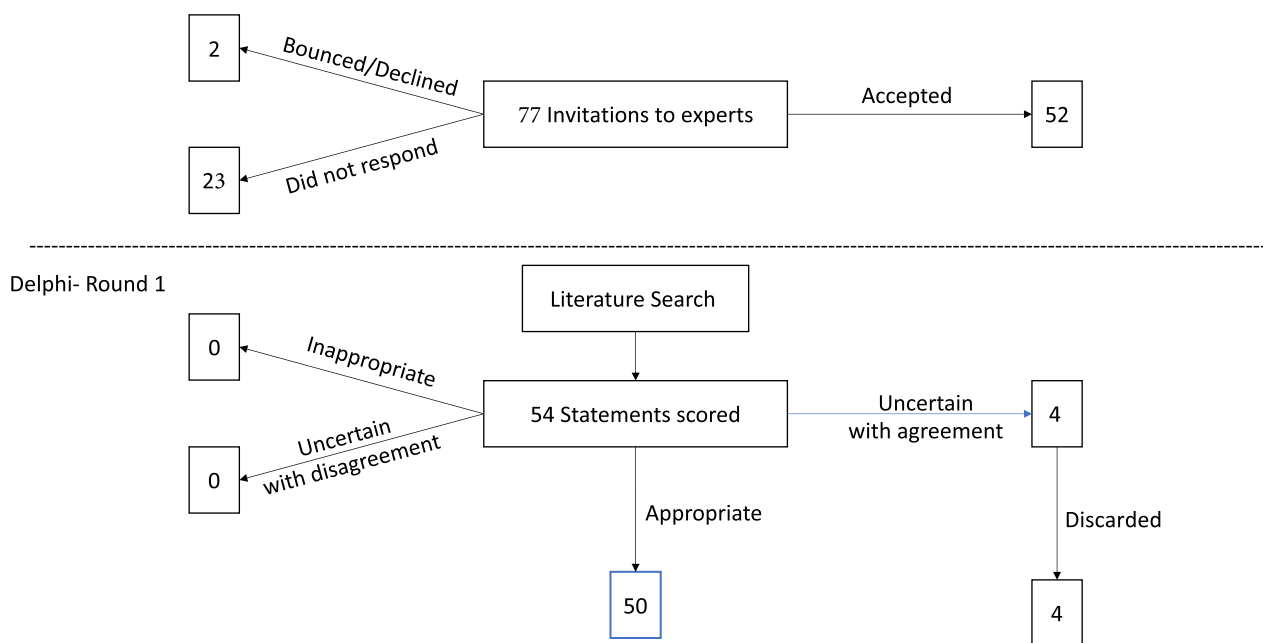 2
Bounced/Declined
77 Invitations to experts
Accepted
52
23
Did not respond
Delphi- Round 1
Literature Search
0
Inappropriate
54 Statements scored
Uncertain
with agreement
4
0
Uncertain
with disagreement
Appropriate
Discarded
50
4